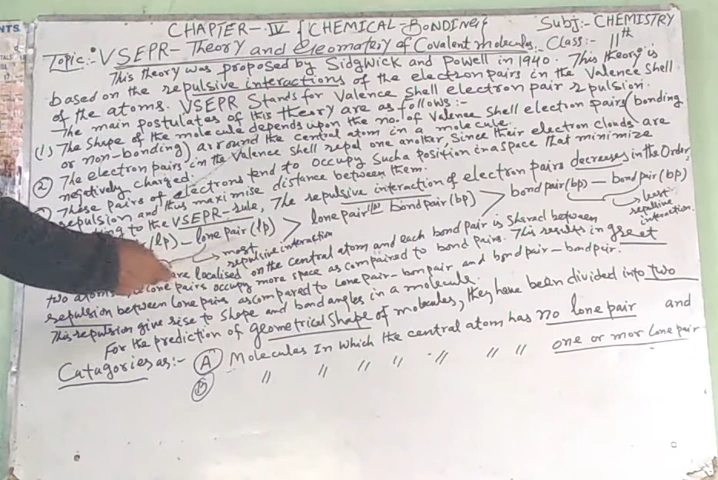 CHAPTER-IV {CHEMICAL-BONDING} Subj:- CHEMISTRY
Topic:- VSEPR-Theory and Geomatery of Covalent molecules. Class:- 11th
This theory was proposed by Sidgwick and Powell in 1940. This theory is
based on the repulsive interactions of the electron pairs in the Valence Shell
of the atoms. VSEPR Stands for Valence Shell electron pair repulsion.
The main postulates of this theory are as follows:-
(1) The Shape of the molecule depends upon the no. of Valence Shell electron pairs (bonding
or non-bonding) around the central atom in a molecule.
(2) The electron pairs in the Valence Shell repel one another, Since their electron clouds are
negetively charged.
These pairs of electrons tend to occupy Such a position in a space that minimize
repulsion and thus maximise distance between them.
to the VSEPR-rule, The repulsive interaction of electron pairs decreases in the Order,
(lp) - lone pair (lp) > lone pair (lp) - bond pair (bp) > bond pair (bp) - bond pair (bp)
most repulsive interaction
least repulsive interaction.
are localised on the central atom and each bond pair is Shared between
two atoms, lone pairs occupy more space as compared to bond pairs. This results in great
repulsion between lone pairs as compared to lone pair-bon pair and bond pair-bond pair.
This repulsion give rise to Shape and bond angles in a molecule.
For the prediction of geometrical Shape of molecules, they have been divided into two
Catagories as:- (A) Molecules In which the central atom has no lone pair and
(B) " " " " " " " one or mor Lone pair
NTS